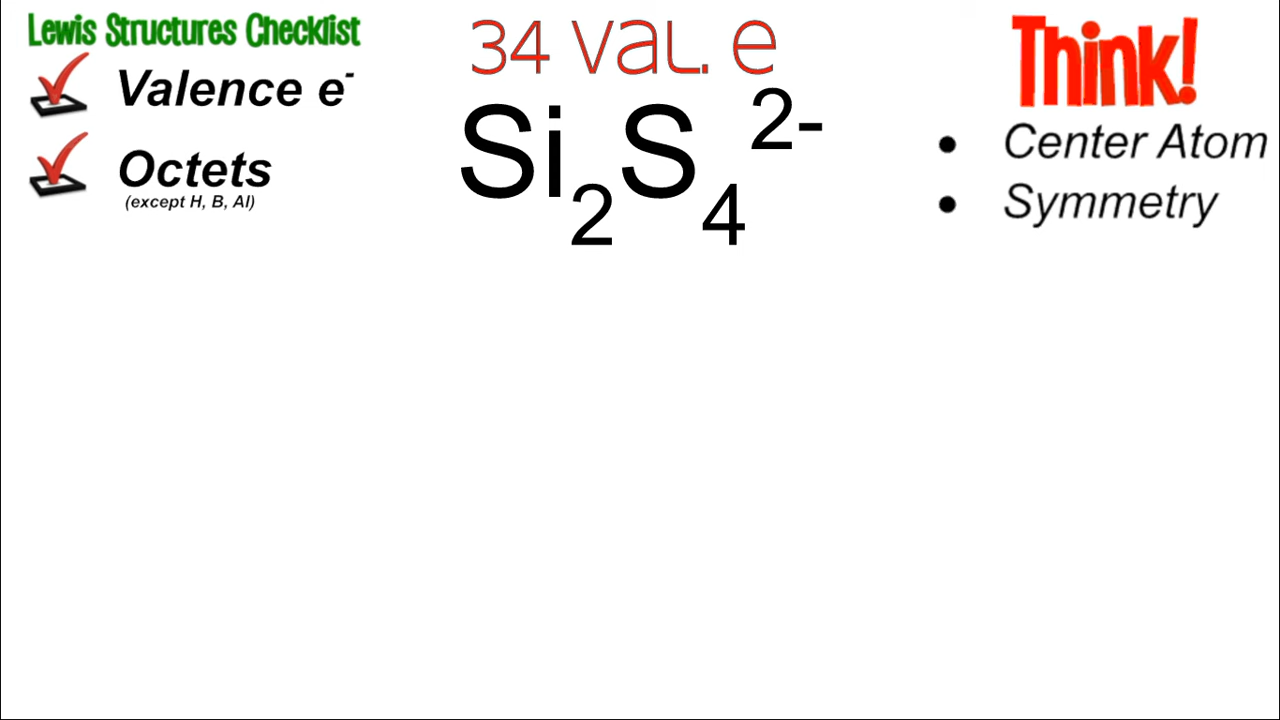 Lewis Structures Checklist
Valence e⁻
Octets
(except H, B, Al)
34 val. e
Si₂S₄²⁻
Think!
• Center Atom
• Symmetry